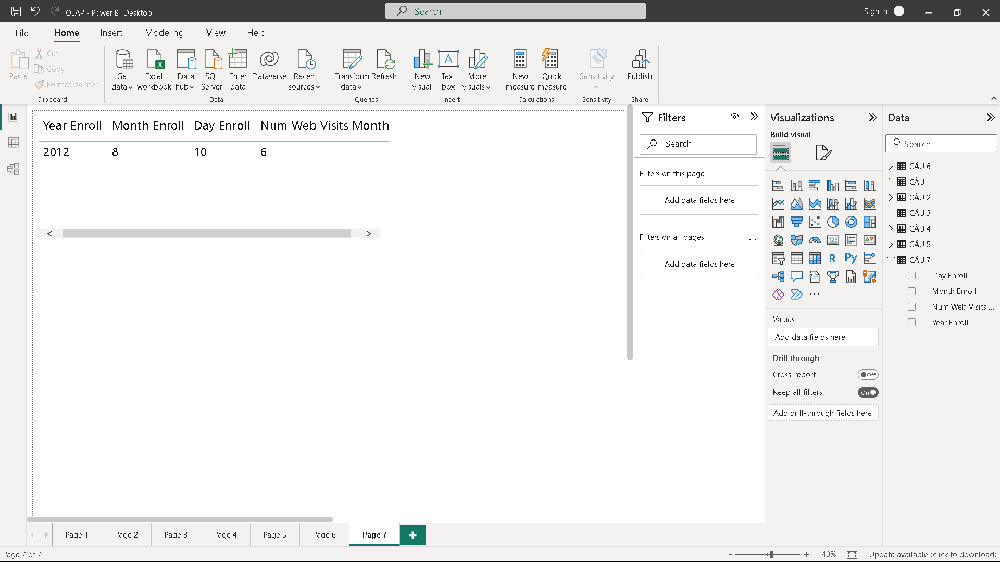 OLAP - Power BI Desktop
Search
Sign in
File
Home
Insert
Modeling
View
Help
Paste
Cut
Copy
Format painter
Clipboard
Get data
Excel workbook
Data hub
SQL Server
Enter data
Dataverse
Recent sources
Data
Transform data
Refresh
Queries
New visual
Text box
More visuals
Insert
New measure
Quick measure
Calculations
Sensitivity
Sensitivity
Publish
Share
Year Enroll Month Enroll Day Enroll Num Web Visits Month
2012 8 10 6
Filters
Search
Filters on this page
...
Add data fields here
Filters on all pages
...
Add data fields here
Visualizations
Build visual
123
R
Py
Values
Add data fields here
Drill through
Cross-report
Off
Keep all filters
On
Add drill-through fields here
Data
Search
CÂU 6
CÂU 1
CÂU 2
CÂU 3
CÂU 4
CÂU 5
CÂU 7
Day Enroll
Month Enroll
Num Web Visits ...
Year Enroll
Page 1
Page 2
Page 3
Page 4
Page 5
Page 6
Page 7
Page 7 of 7
140%
Update available (click to download)